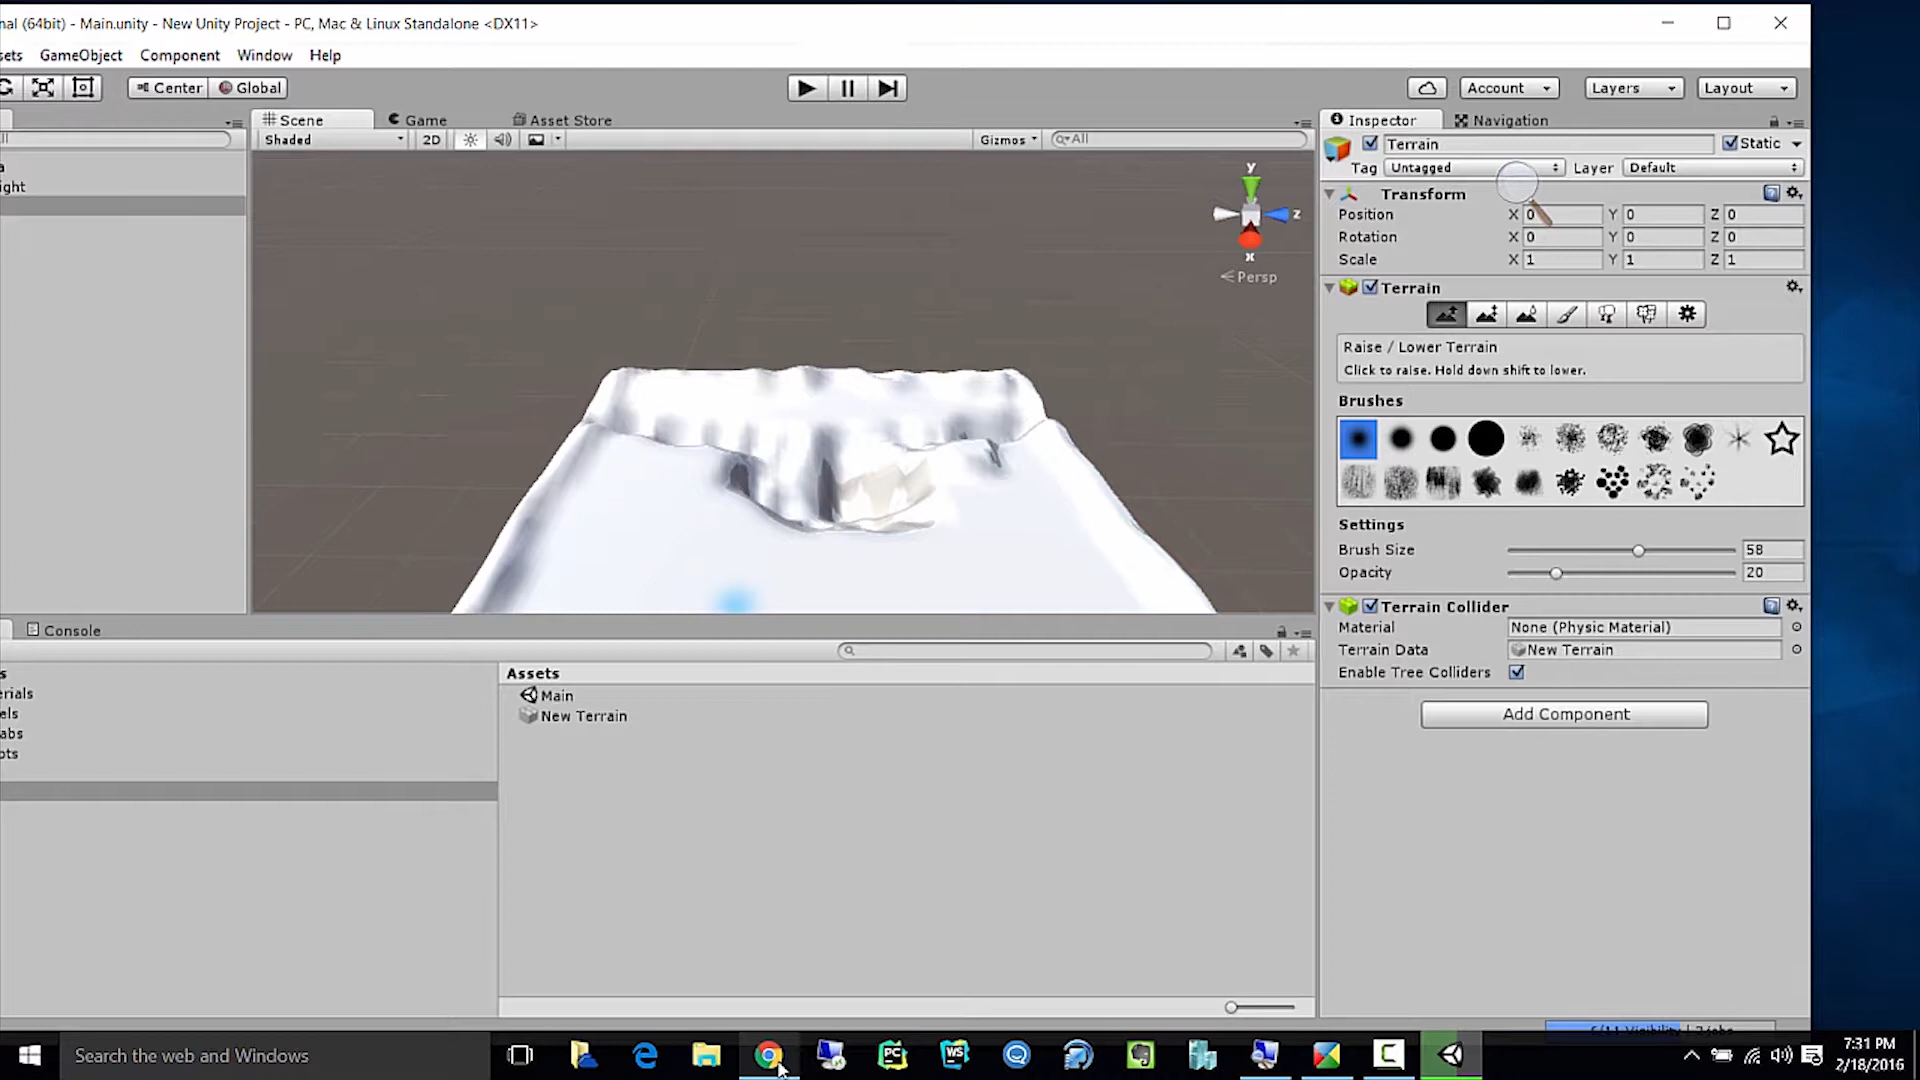 nal (64bit) - Main.unity - New Unity Project - PC, Mac & Linux Standalone <DX11>
sets GameObject Component Window Help
Center Global Account Layers Layout
Scene Game Asset Store
Inspector Navigation
Shaded 2D Gizmos All
Terrain Static
Tag Untagged Layer Default
ight
Transform
Position X 0 Y 0 Z 0
Rotation X 0 Y 0 Z 0
Scale X 1 Y 1 Z 1
y
z
x
Persp
Terrain
Raise / Lower Terrain
Click to raise. Hold down shift to lower.
Brushes
Settings
Brush Size 58
Opacity 20
Terrain Collider
Material None (Physic Material)
Terrain Data New Terrain
Enable Tree Colliders
Add Component
Console
Assets
Main
New Terrain
s
erials
els
abs
pts
Search the web and Windows
PC
WS
C
7:31 PM
2/18/2016